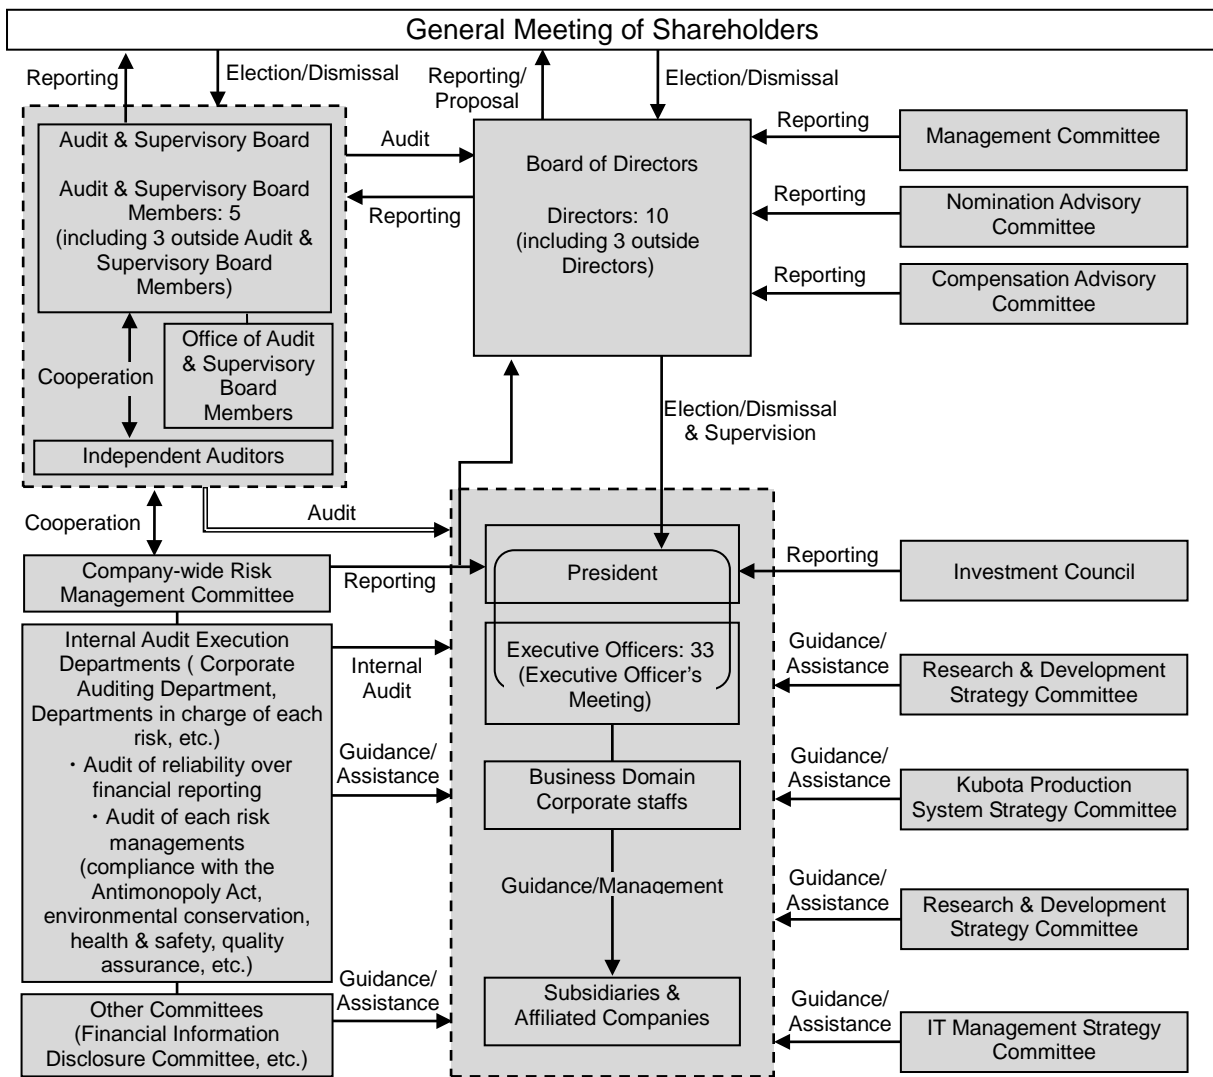 General Meeting of Shareholders
Reporting
Election/Dismissal
Reporting/
Proposal
Election/Dismissal
Audit & Supervisory Board
Audit & Supervisory Board
Members: 5
(including 3 outside Audit &
Supervisory Board
Members)
Audit
Reporting
Board of Directors
Directors: 10
(including 3 outside
Directors)
Reporting
Management Committee
Reporting
Nomination Advisory
Committee
Reporting
Compensation Advisory
Committee
Cooperation
Office of Audit
& Supervisory
Board
Members
Independent Auditors
Election/Dismissal
& Supervision
Cooperation
Audit
Company-wide Risk
Management Committee
Reporting
President
Reporting
Investment Council
Internal Audit Execution
Departments ( Corporate
Auditing Department,
Departments in charge of each
risk, etc.)
・Audit of reliability over
financial reporting
・Audit of each risk
managements
(compliance with the
Antimonopoly Act,
environmental conservation,
health & safety, quality
assurance, etc.)
Internal
Audit
Executive Officers: 33
(Executive Officer's
Meeting)
Guidance/
Assistance
Research & Development
Strategy Committee
Guidance/
Assistance
Business Domain
Corporate staffs
Guidance/
Assistance
Kubota Production
System Strategy Committee
Guidance/Management
Guidance/
Assistance
Research & Development
Strategy Committee
Other Committees
(Financial Information
Disclosure Committee, etc.)
Guidance/
Assistance
Subsidiaries &
Affiliated Companies
Guidance/
Assistance
IT Management Strategy
Committee